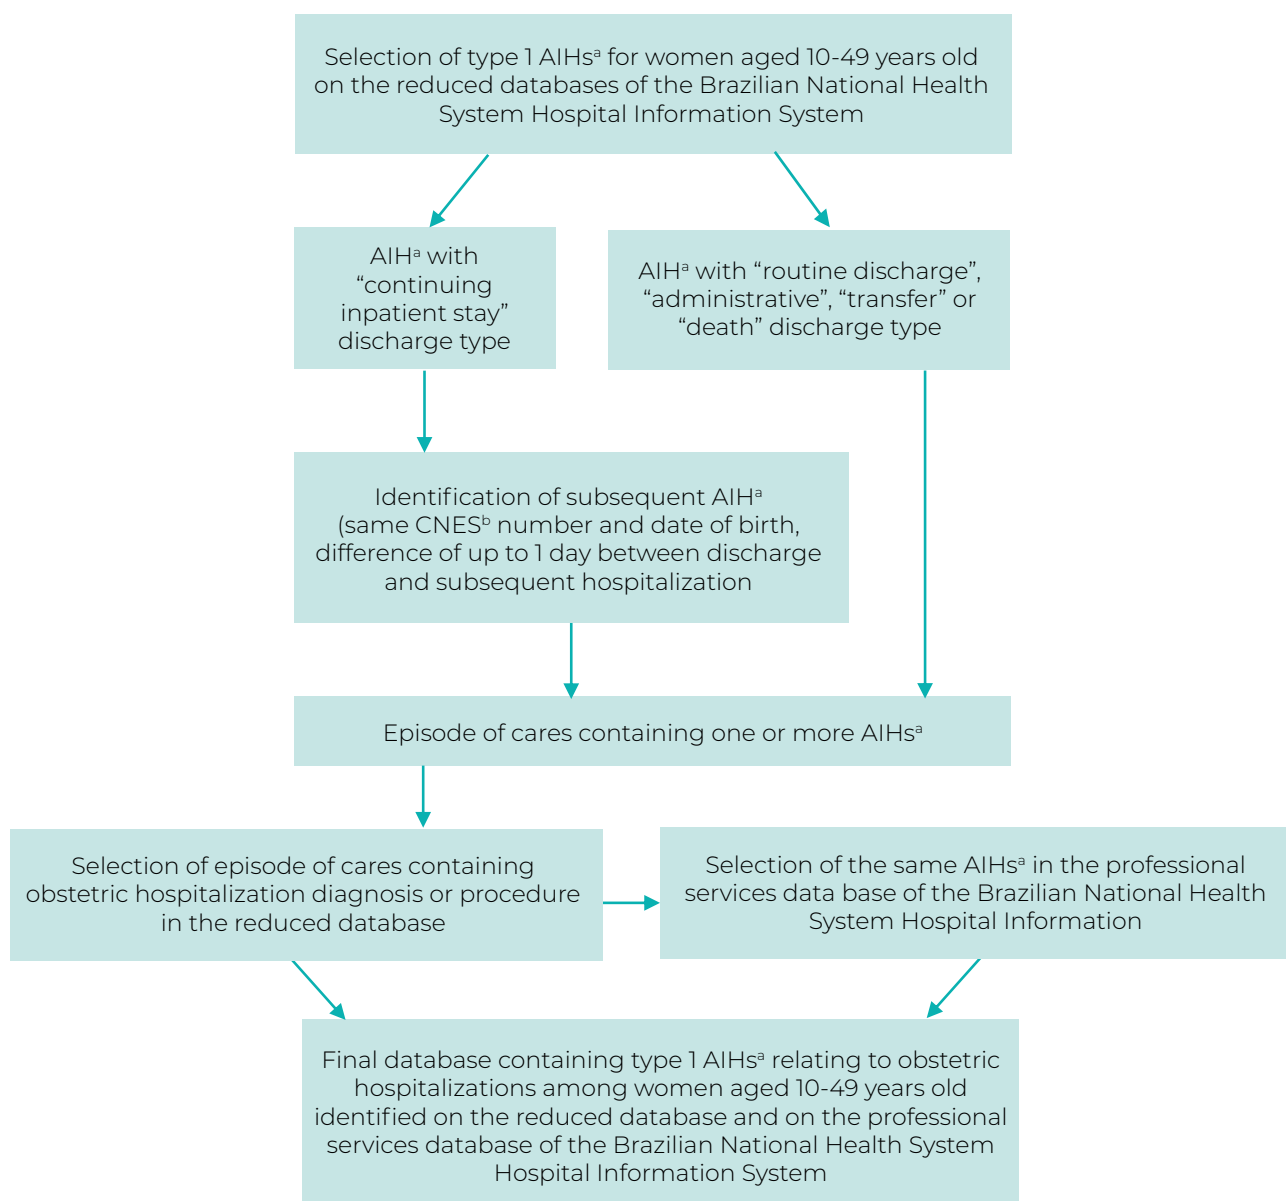 Selection of type 1 AIHsᵃ for women aged 10-49 years old
on the reduced databases of the Brazilian National Health
System Hospital Information System
AIHᵃ with
“continuing
inpatient stay”
discharge type
AIHᵃ with “routine discharge”,
“administrative”, “transfer” or
“death” discharge type
Identification of subsequent AIHᵃ
(same CNESᵇ number and date of birth,
difference of up to 1 day between discharge
and subsequent hospitalization
Episode of cares containing one or more AIHsᵃ
Selection of episode of cares containing
obstetric hospitalization diagnosis or procedure
in the reduced database
Selection of the same AIHsᵃ in the professional
services data base of the Brazilian National Health
System Hospital Information
Final database containing type 1 AIHsᵃ relating to obstetric
hospitalizations among women aged 10-49 years old
identified on the reduced database and on the professional
services database of the Brazilian National Health System
Hospital Information System